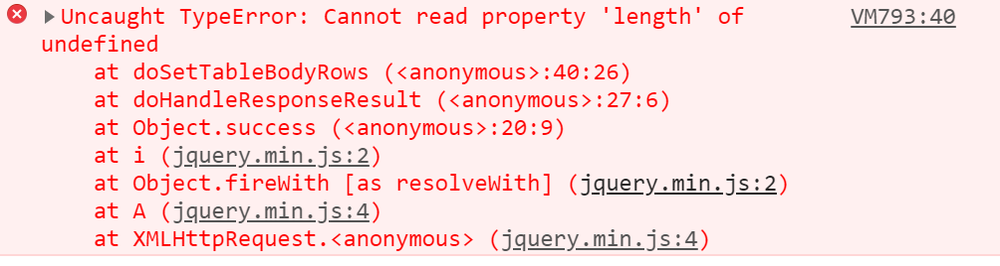 ▶Uncaught TypeError: Cannot read property 'length' of VM793:40
undefined
at doSetTableBodyRows (<anonymous>:40:26)
at doHandleResponseResult (<anonymous>:27:6)
at Object.success (<anonymous>:20:9)
at i (jquery.min.js:2)
at Object.fireWith [as resolveWith] (jquery.min.js:2)
at A (jquery.min.js:4)
at XMLHttpRequest.<anonymous> (jquery.min.js:4)